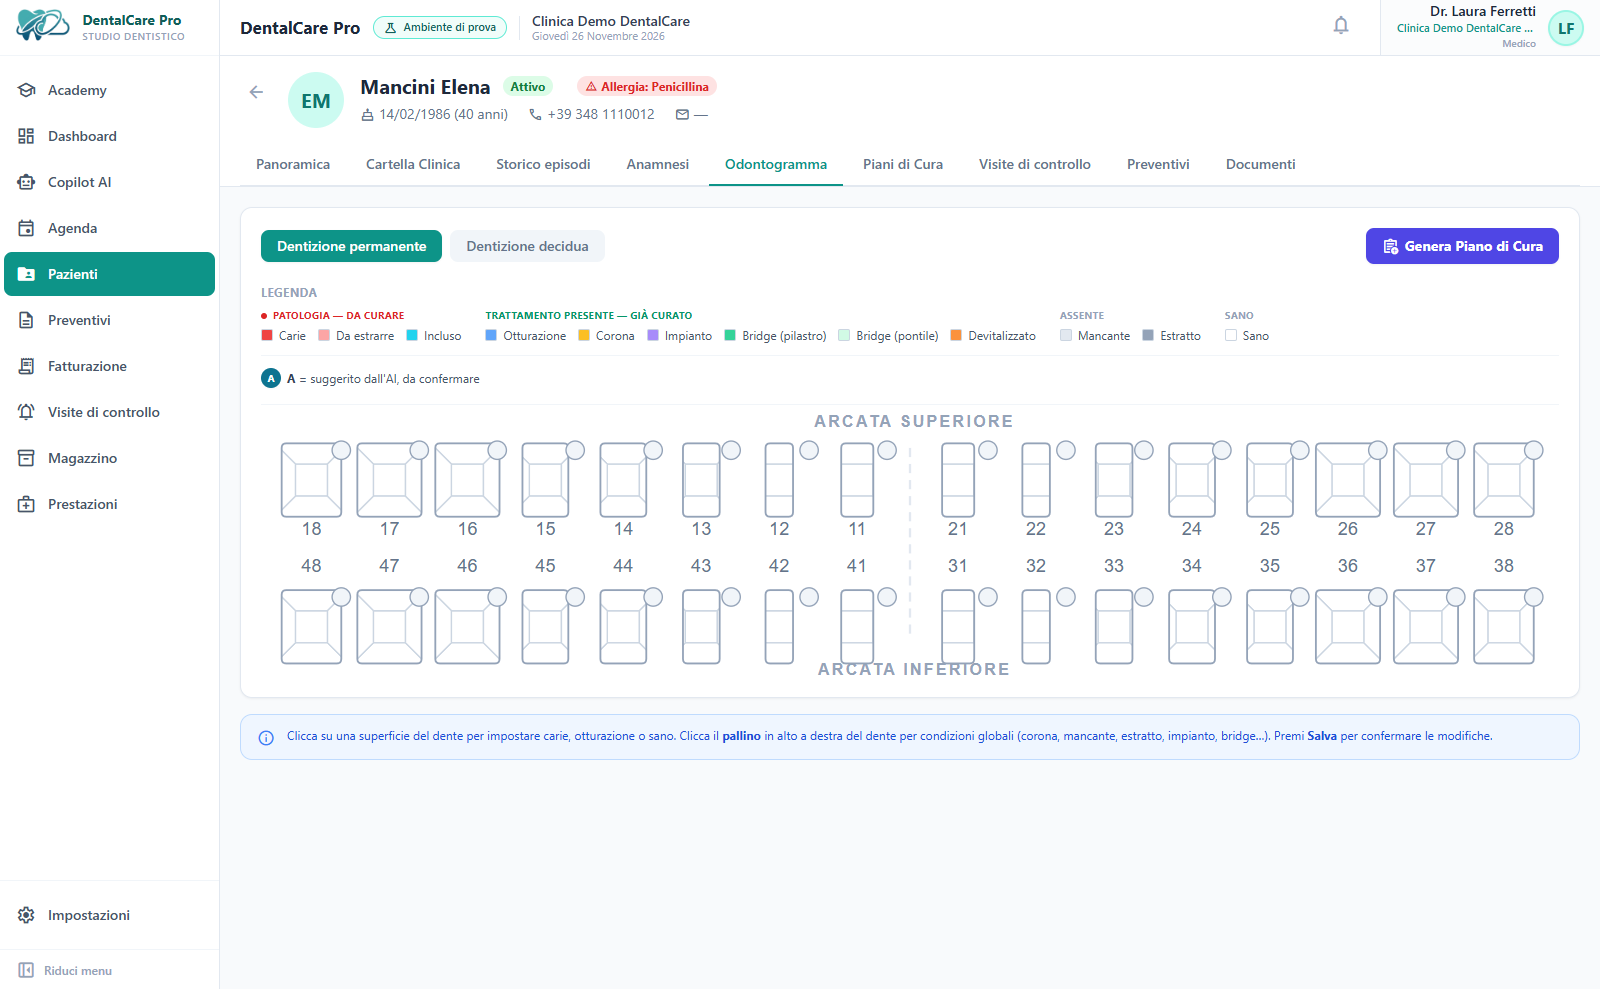 DentalCare Pro
STUDIO DENTISTICO
Academy
Dashboard
Copilot AI
Agenda
Pazienti
Preventivi
Fatturazione
Visite di controllo
Magazzino
Prestazioni
Impostazioni
Riduci menu
DentalCare Pro
Ambiente di prova
Clinica Demo DentalCare
Giovedì 26 Novembre 2026
Dr. Laura Ferretti
Clinica Demo DentalCare ...
Medico
LF
EM
Mancini Elena
Attivo
Allergia: Penicillina
14/02/1986 (40 anni)
+39 348 1110012
—
Panoramica
Cartella Clinica
Storico episodi
Anamnesi
Odontogramma
Piani di Cura
Visite di controllo
Preventivi
Documenti
Dentizione permanente
Dentizione decidua
Genera Piano di Cura
LEGENDA
PATOLOGIA — DA CURARE
Carie
Da estrarre
Incluso
TRATTAMENTO PRESENTE — GIÀ CURATO
Otturazione
Corona
Impianto
Bridge (pilastro)
Bridge (pontile)
Devitalizzato
ASSENTE
Mancante
Estratto
SANO
Sano
A
A = suggerito dall'AI, da confermare
ARCATA SUPERIORE
18 17 16 15 14 13 12 11 21 22 23 24 25 26 27 28
48 47 46 45 44 43 42 41 31 32 33 34 35 36 37 38
ARCATA INFERIORE
Clicca su una superficie del dente per impostare carie, otturazione o sano. Clicca il pallino in alto a destra del dente per condizioni globali (corona, mancante, estratto, impianto, bridge…). Premi Salva per confermare le modifiche.